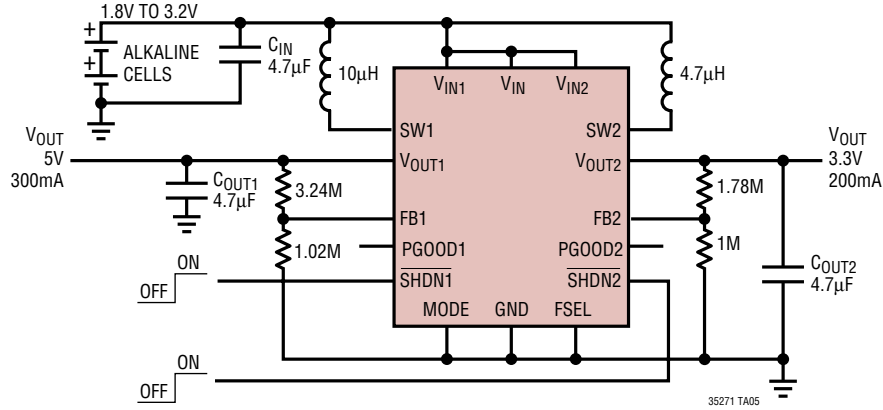 1.8V TO 3.2V
+
+
ALKALINE
CELLS
CIN
4.7µF
10µH
VIN1
VIN
VIN2
4.7µH
SW1
SW2
VOUT
5V
300mA
VOUT1
VOUT2
VOUT
3.3V
200mA
COUT1
4.7µF
3.24M
1.78M
FB1
FB2
1.02M
1M
PGOOD1
PGOOD2
COUT2
4.7µF
ON
OFF
SHDN1
SHDN2
MODE
GND
FSEL
ON
OFF
35271 TA05